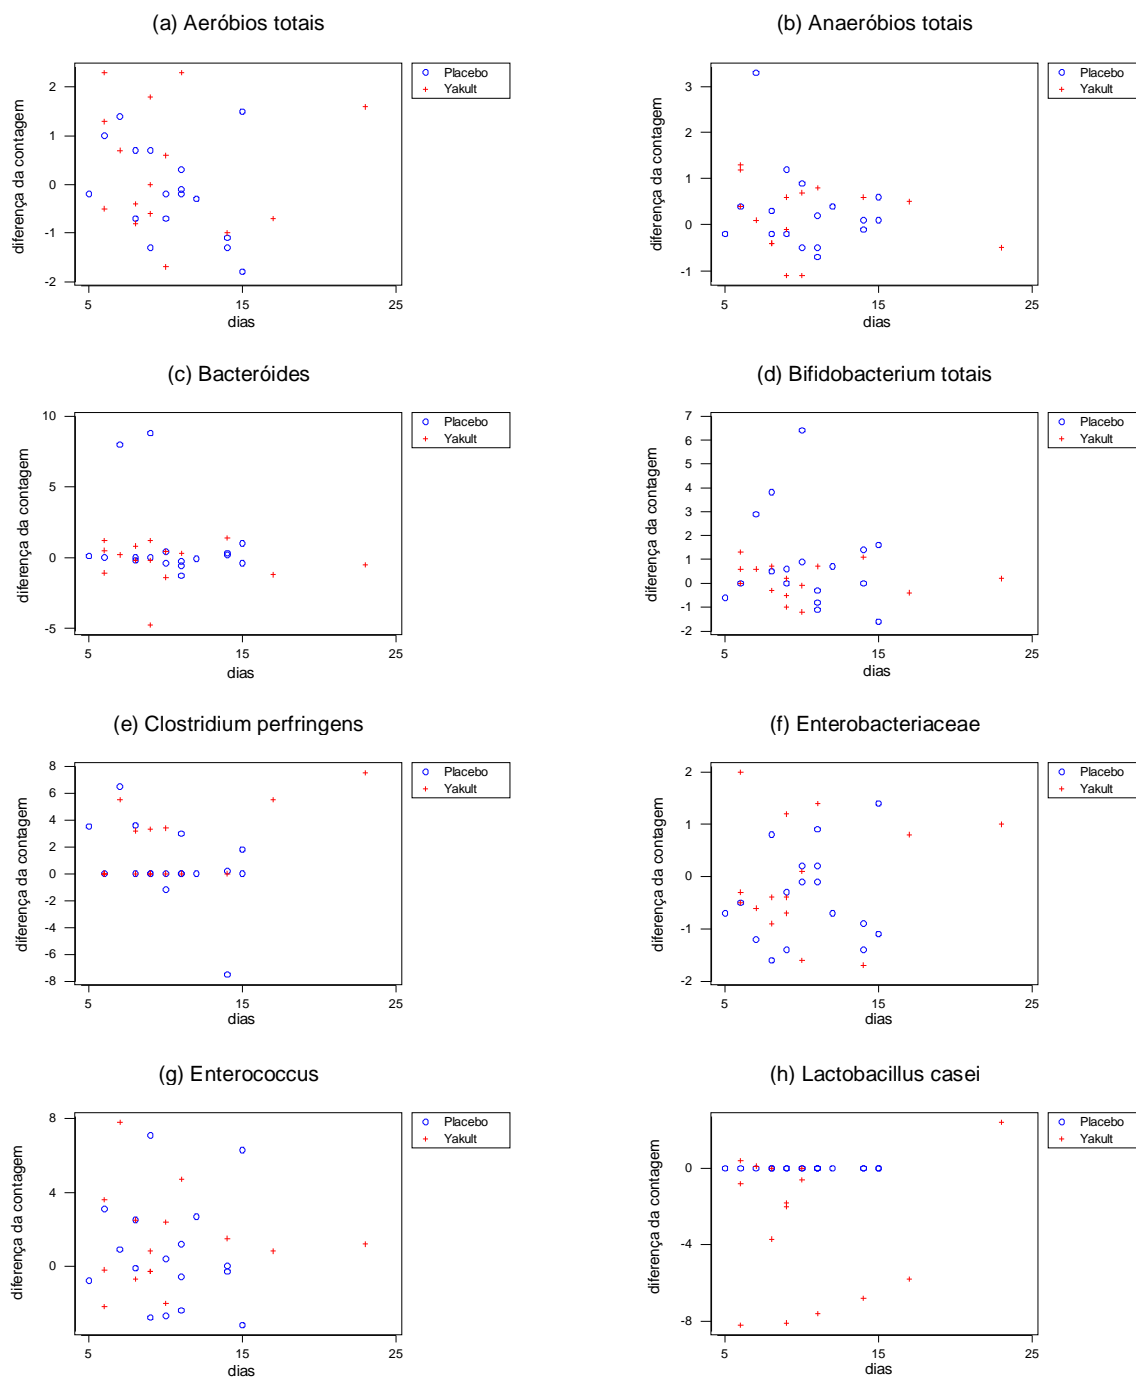 (a) Aeróbios totais
Placebo
Yakult
diferença da contagem
2
1
0
-1
-2
5
15
25
dias
(b) Anaeróbios totais
Placebo
Yakult
diferença da contagem
3
2
1
0
-1
5
15
25
dias
(c) Bacteróides
Placebo
Yakult
diferença da contagem
10
5
0
-5
5
15
25
dias
(d) Bifidobacterium totais
Placebo
Yakult
diferença da contagem
7
6
5
4
3
2
1
0
-1
-2
5
15
25
dias
(e) Clostridium perfringens
Placebo
Yakult
diferença da contagem
8
6
4
2
0
-2
-4
-6
-8
5
15
25
dias
(f) Enterobacteriaceae
Placebo
Yakult
diferença da contagem
2
1
0
-1
-2
5
15
25
dias
(g) Enterococcus
Placebo
Yakult
diferença da contagem
8
4
0
5
15
25
dias
(h) Lactobacillus casei
Placebo
Yakult
diferença da contagem
0
-4
-8
5
15
25
dias